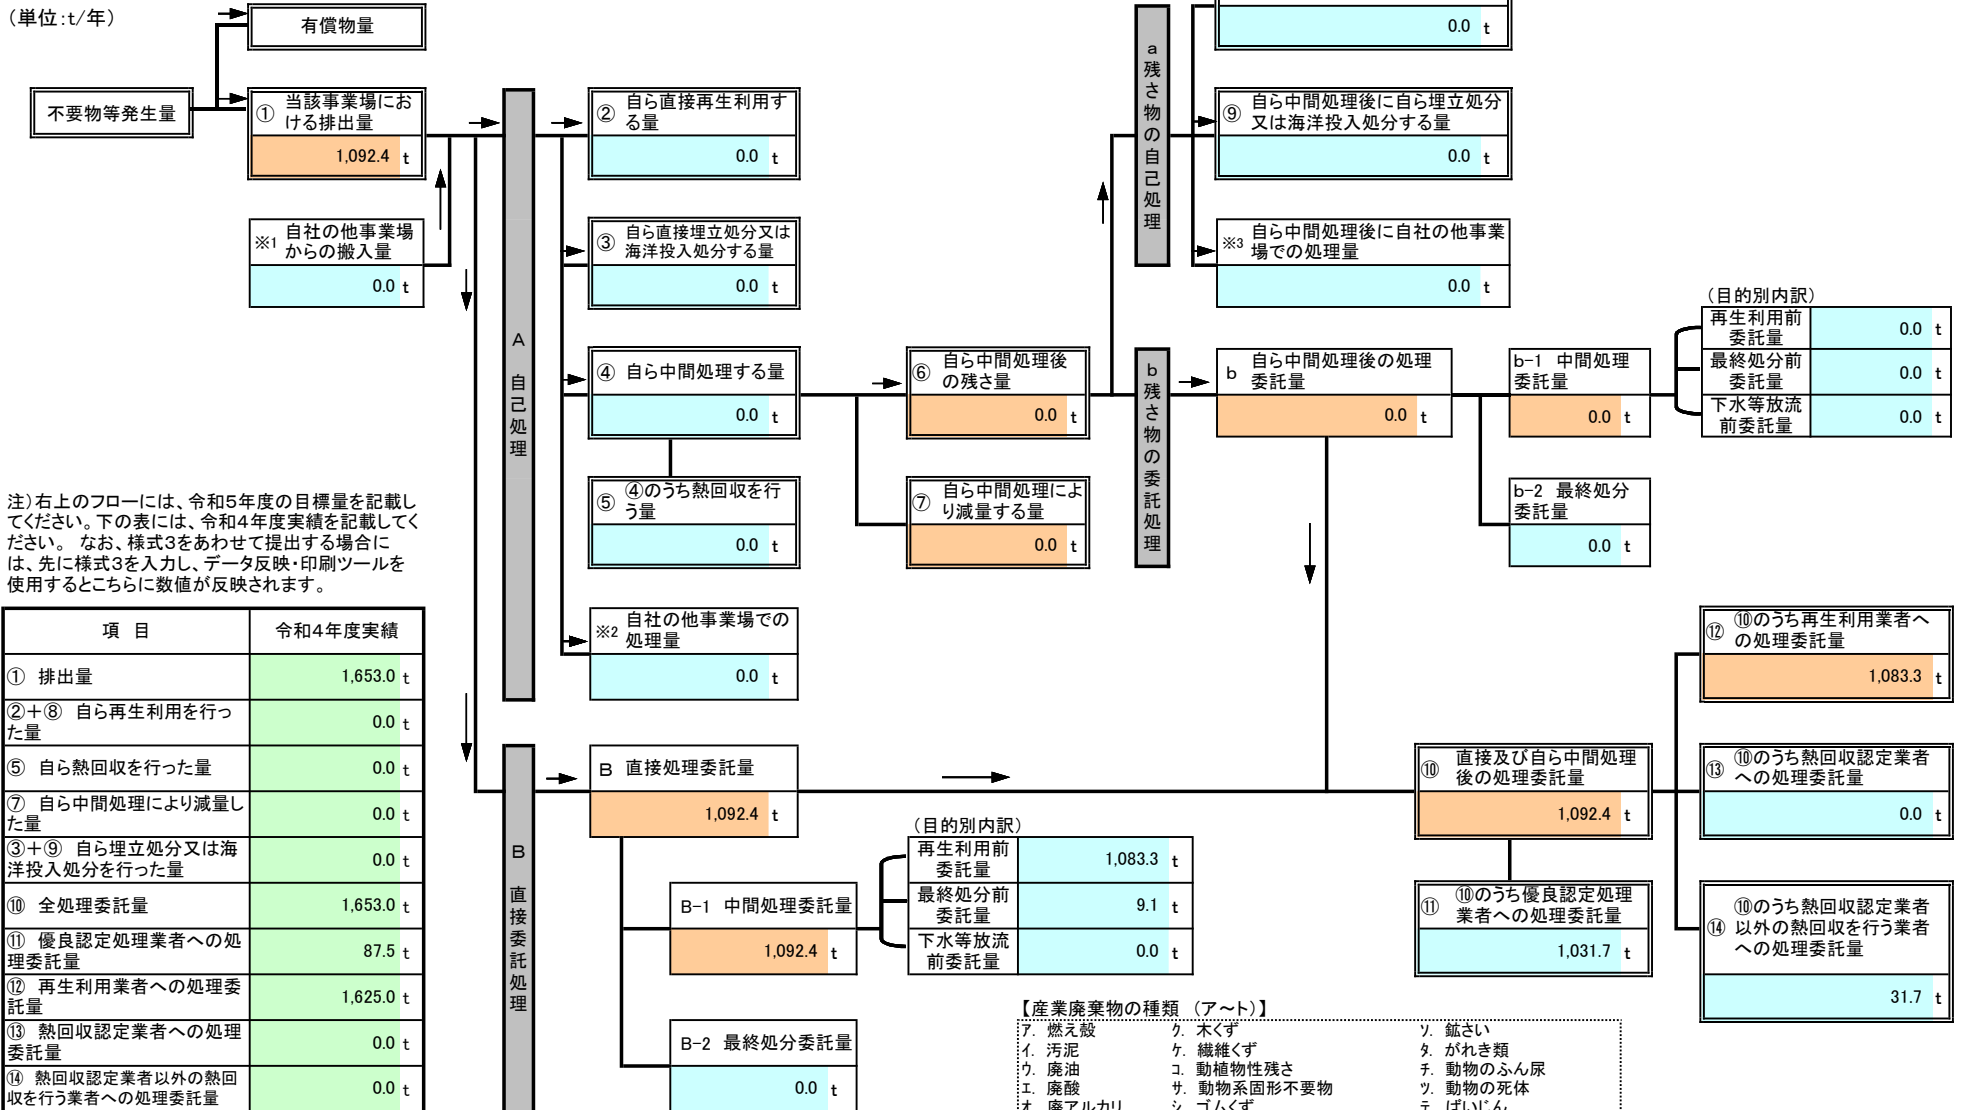 (単位:t/年)
有償物量
不要物等発生量
① 当該事業場にお
ける排出量
1,092.4 t
※1 自社の他事業場
からの搬入量
0.0 t
A 自己処理
② 自ら直接再生利用す
る量
0.0 t
③ 自ら直接埋立処分又は
海洋投入処分する量
0.0 t
④ 自ら中間処理する量
0.0 t
⑤ ④のうち熱回収を行
う量
0.0 t
※2 自社の他事業場での
処理量
0.0 t
⑥ 自ら中間処理後
の残さ量
0.0 t
⑦ 自ら中間処理によ
り減量する量
0.0 t
a 残さ物の自己処理
0.0 t
⑨ 自ら中間処理後に自ら埋立処分
又は海洋投入処分する量
0.0 t
※3 自ら中間処理後に自社の他事業
場での処理量
0.0 t
b 残さ物の委託処理
b 自ら中間処理後の処理
委託量
0.0 t
b-1 中間処理
委託量
0.0 t
(目的別内訳)
再生利用前
委託量
0.0 t
最終処分前
委託量
0.0 t
下水等放流
前委託量
0.0 t
b-2 最終処分
委託量
0.0 t
注)右上のフローには、令和5年度の目標量を記載し
てください。下の表には、令和4年度実績を記載してく
ださい。 なお、様式3をあわせて提出する場合に
は、先に様式3を入力し、データ反映・印刷ツールを
使用するとこちらに数値が反映されます。
項 目 令和4年度実績
① 排出量 1,653.0 t
②+⑧ 自ら再生利用を行っ
た量
0.0 t
⑤ 自ら熱回収を行った量 0.0 t
⑦ 自ら中間処理により減量し
た量
0.0 t
③+⑨ 自ら埋立処分又は海
洋投入処分を行った量
0.0 t
⑩ 全処理委託量 1,653.0 t
⑪ 優良認定処理業者への処
理委託量
87.5 t
⑫ 再生利用業者への処理委
託量
1,625.0 t
⑬ 熱回収認定業者への処理
委託量
0.0 t
⑭ 熱回収認定業者以外の熱回
収を行う業者への処理委託量
0.0 t
B 直接委託処理
B 直接処理委託量
1,092.4 t
B-1 中間処理委託量
1,092.4 t
(目的別内訳)
再生利用前
委託量
1,083.3 t
最終処分前
委託量
9.1 t
下水等放流
前委託量
0.0 t
B-2 最終処分委託量
0.0 t
⑩ 直接及び自ら中間処理
後の処理委託量
1,092.4 t
⑪ ⑩のうち優良認定処理
業者への処理委託量
1,031.7 t
⑫ ⑩のうち再生利用業者へ
の処理委託量
1,083.3 t
⑬ ⑩のうち熱回収認定業者
への処理委託量
0.0 t
⑭ ⑩のうち熱回収認定業者
以外の熱回収を行う業者
への処理委託量
31.7 t
【産業廃棄物の種類 (ア~ト)】
ア. 燃え殻 ク. 木くず ソ. 鉱さい
イ. 汚泥 ケ. 繊維くず タ. がれき類
ウ. 廃油 コ. 動植物性残さ チ. 動物のふん尿
エ. 廃酸 サ. 動物系固形不要物 ツ. 動物の死体
オ. 廃アルカリ シ. ゴムくず テ. ばいじん